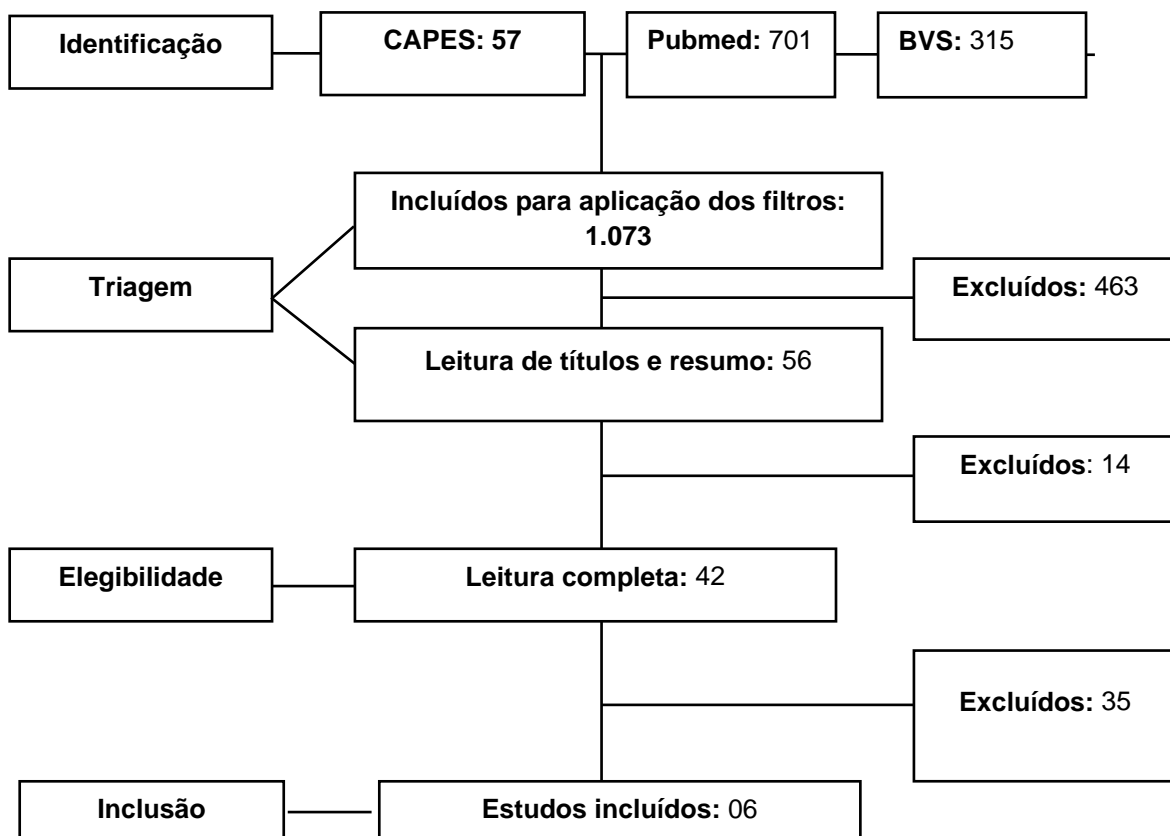 Identificação
CAPES: 57
Pubmed: 701
BVS: 315
Incluídos para aplicação dos filtros:
1.073
Triagem
Excluídos: 463
Leitura de títulos e resumo: 56
Excluídos: 14
Elegibilidade
Leitura completa: 42
Excluídos: 35
Inclusão
Estudos incluídos: 06